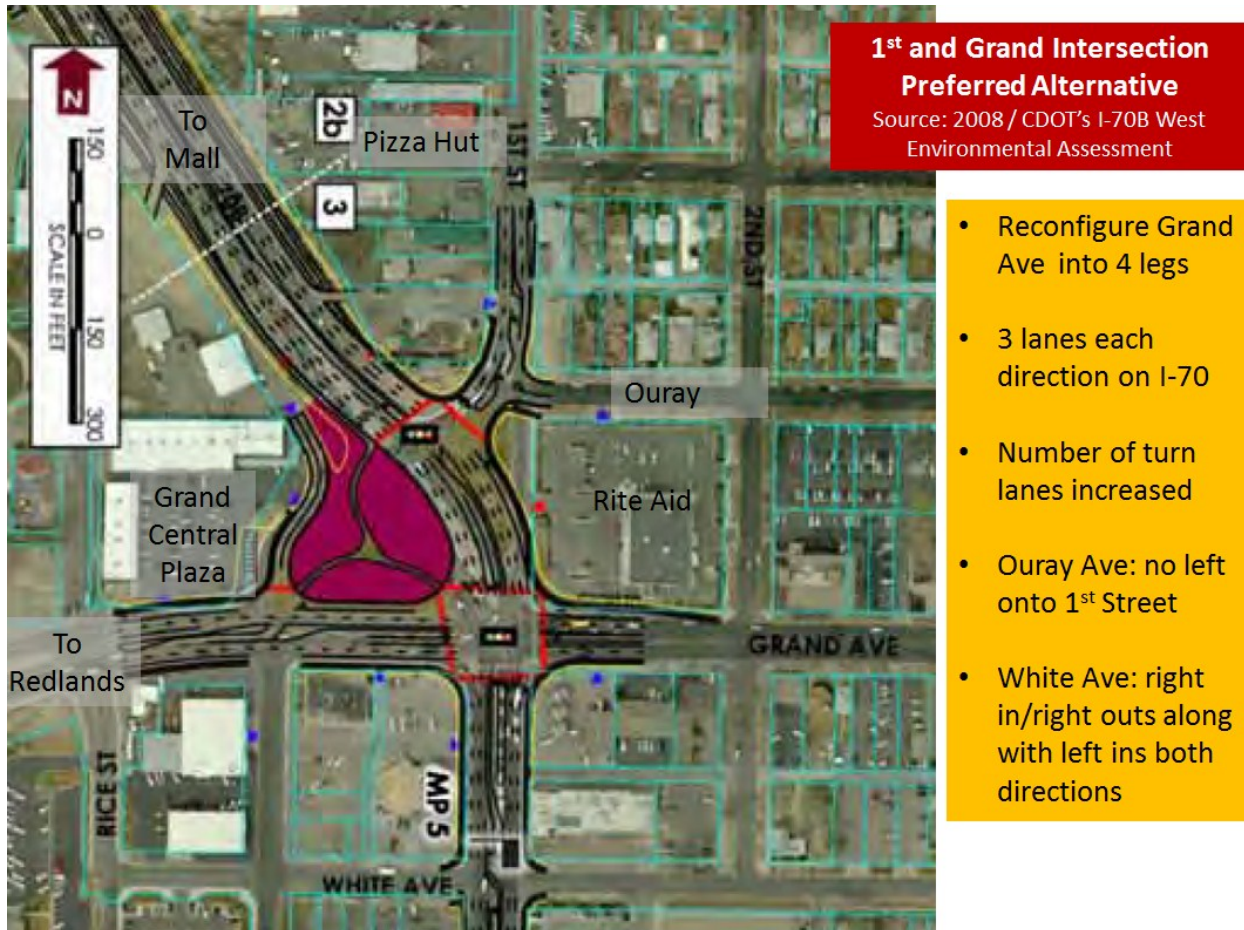 N
150
0
150
300
SCALE IN FEET
To
Mall
2b
3
Pizza Hut
1ST ST
2ND ST
Ouray
Grand
Central
Plaza
Rite Aid
To
Redlands
GRAND AVE
RICE ST
MP 5
WHITE AVE
1st and Grand Intersection
Preferred Alternative
Source: 2008 / CDOT's I-70B West
Environmental Assessment
• Reconfigure Grand
Ave into 4 legs
• 3 lanes each
direction on I-70
• Number of turn
lanes increased
• Ouray Ave: no left
onto 1st Street
• White Ave: right
in/right outs along
with left ins both
directions